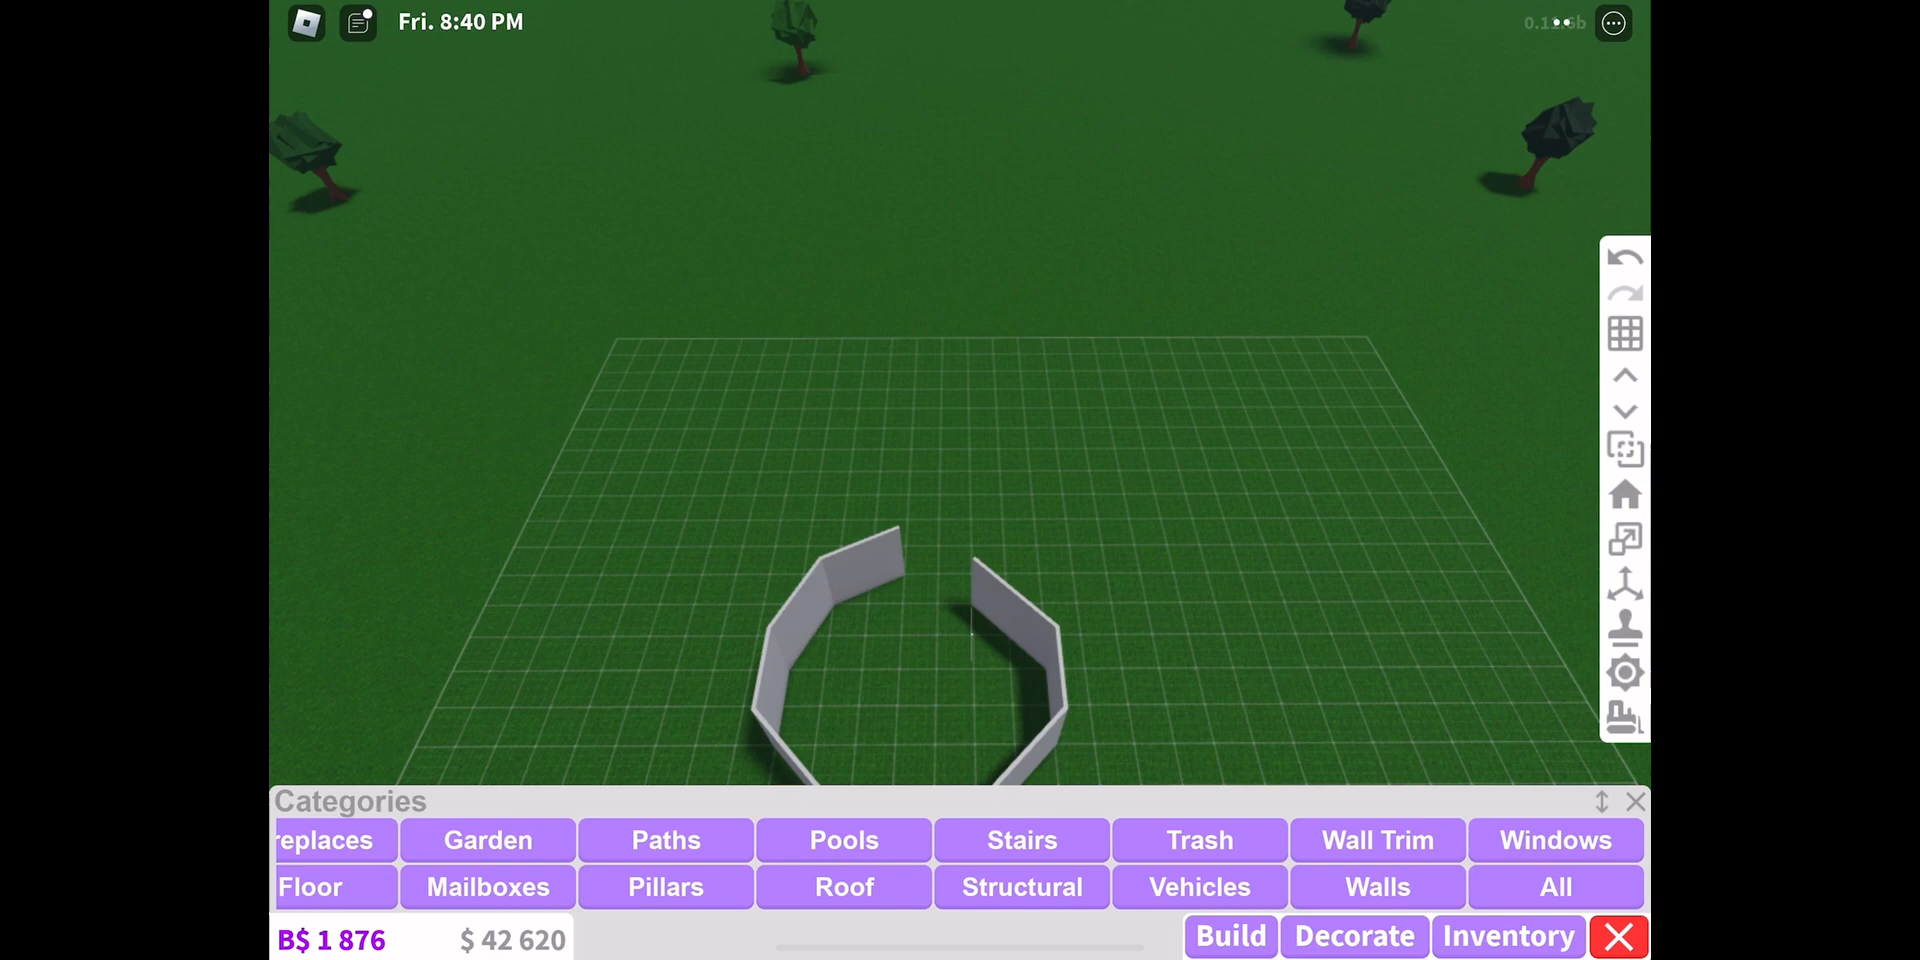 Fri. 8:40 PM
Categories
replaces Garden Paths Pools Stairs Trash Wall Trim Windows
Floor Mailboxes Pillars Roof Structural Vehicles Walls All
B$ 1 876 $ 42 620 Build Decorate Inventory